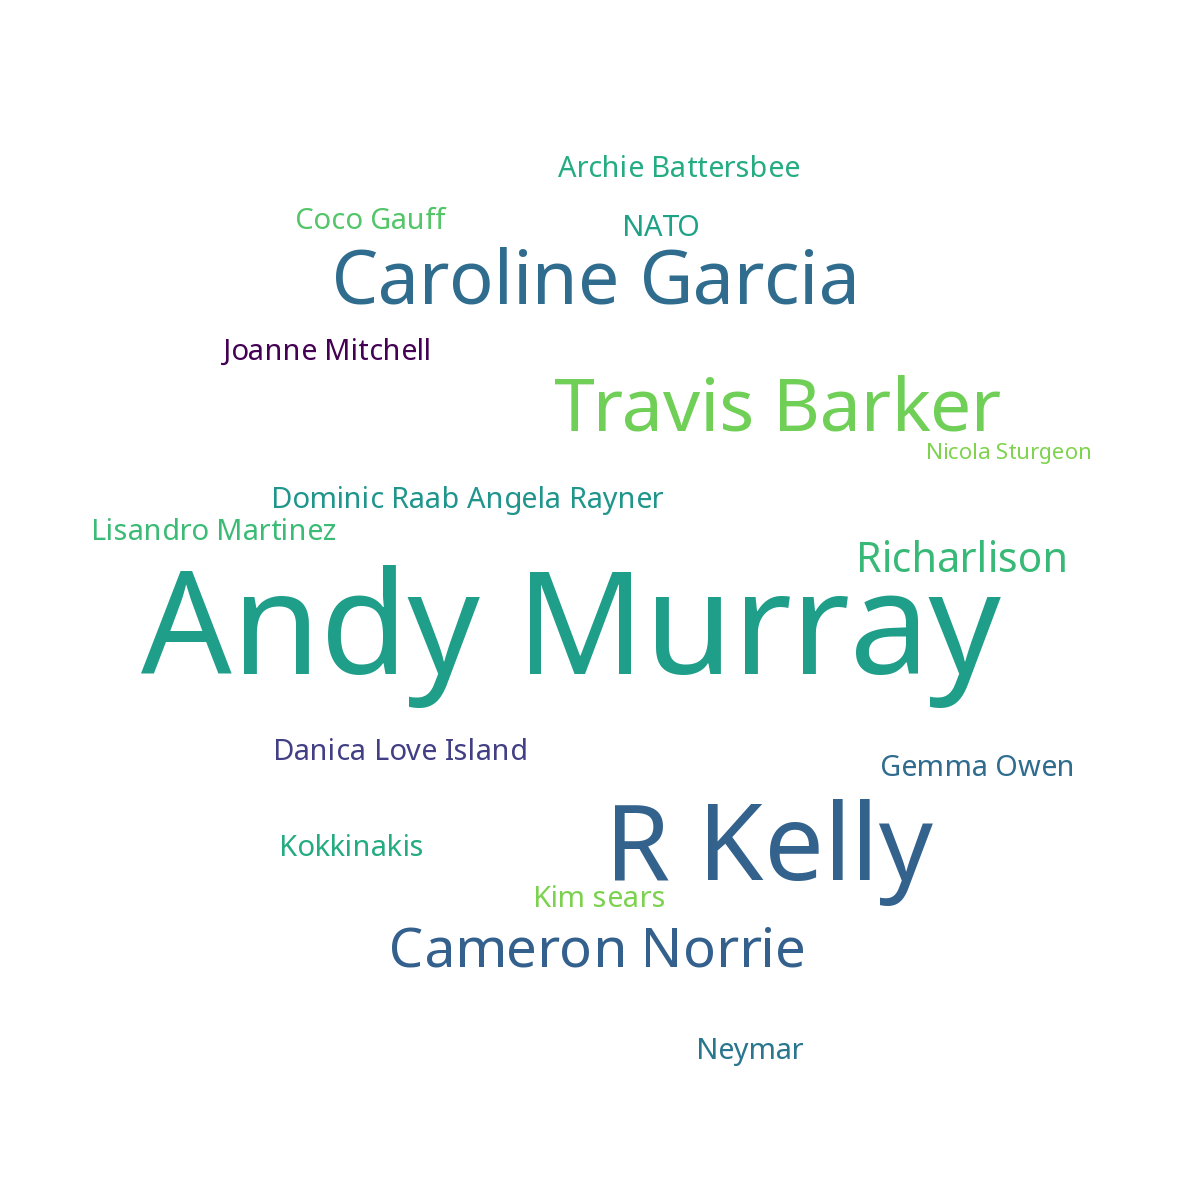 Archie Battersbee
Coco Gauff
NATO
Caroline Garcia
Joanne Mitchell
Travis Barker
Nicola Sturgeon
Dominic Raab Angela Rayner
Lisandro Martinez
Richarlison
Andy Murray
Danica Love Island
Gemma Owen
R Kelly
Kokkinakis
Kim sears
Cameron Norrie
Neymar